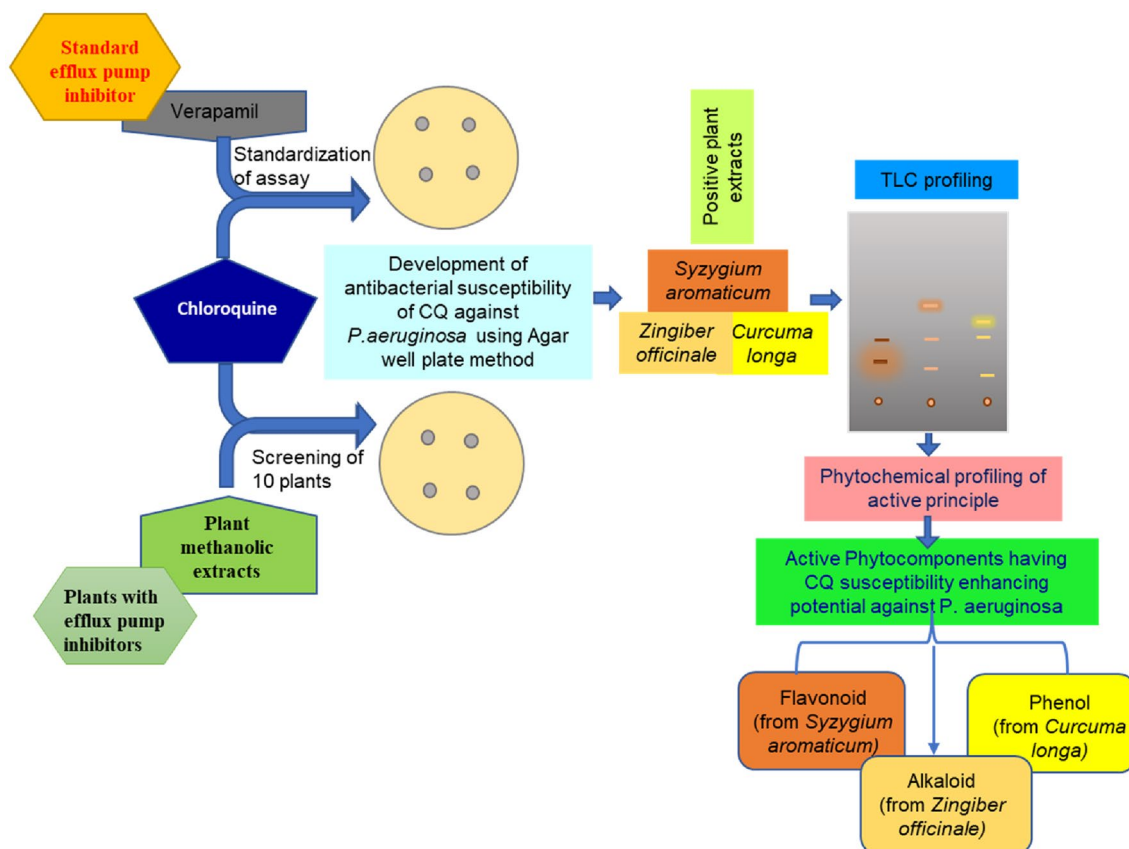 Standard
efflux pump
inhibitor
Verapamil
Standardization
of assay
Chloroquine
Screening of
10 plants
Plant
methanolic
extracts
Plants with
efflux pump
inhibitors
Development of
antibacterial susceptibility
of CQ against
P.aeruginosa using Agar
well plate method
Positive plant
extracts
Syzygium
aromaticum
Zingiber
officinale
Curcuma
longa
TLC profiling
Phytochemical profiling of
active principle
Active Phytocomponents having
CQ susceptibility enhancing
potential against P. aeruginosa
Flavonoid
(from Syzygium
aromaticum)
Alkaloid
(from Zingiber
officinale)
Phenol
(from Curcuma
longa)